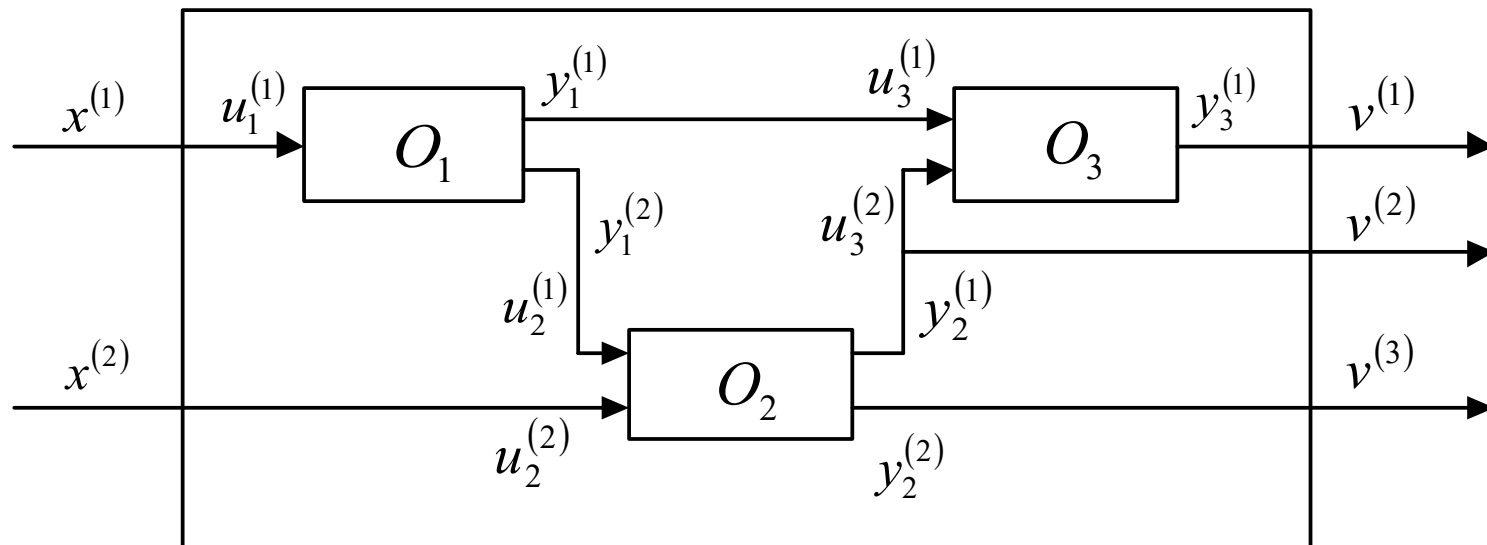 x^{(1)}
u_1^{(1)}
O_1
y_1^{(1)}
u_3^{(1)}
O_3
y_3^{(1)}
v^{(1)}
y_1^{(2)}
u_3^{(2)}
v^{(2)}
u_2^{(1)}
y_2^{(1)}
x^{(2)}
O_2
v^{(3)}
u_2^{(2)}
y_2^{(2)}